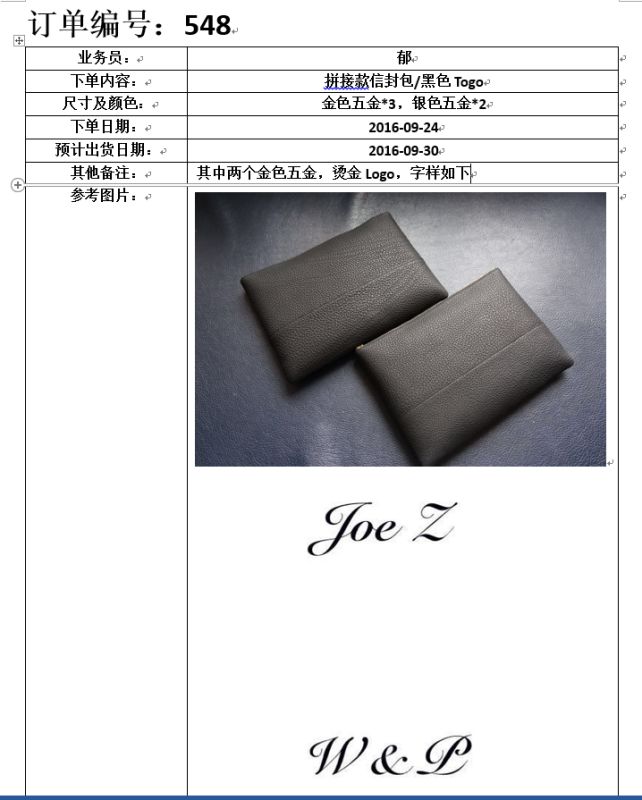 订单编号：548
业务员： 郁
下单内容： 拼接款信封包/黑色 Togo
尺寸及颜色： 金色五金*3，银色五金*2
下单日期： 2016-09-24
预计出货日期： 2016-09-30
其他备注： 其中两个金色五金，烫金 Logo，字样如下
参考图片：
Joe Z
W & P